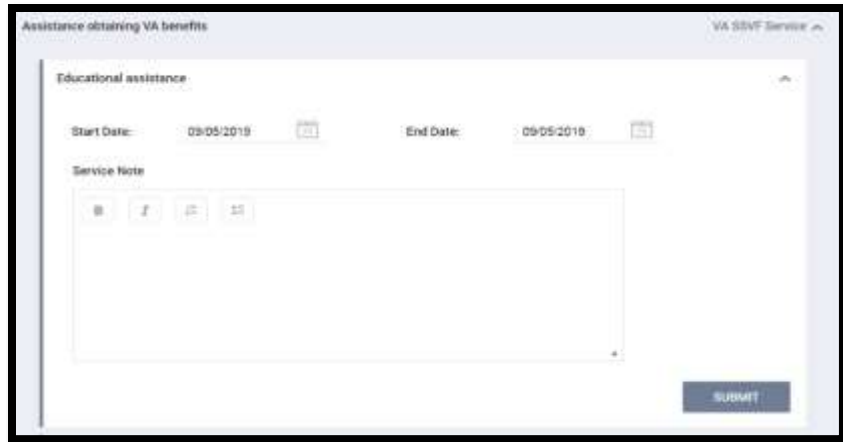 Assistance obtaining VA benefits VA SSVF Service
Educational assistance
Start Date: 09/05/2019 End Date: 09/05/2019
Service Note
B I
SUBMIT